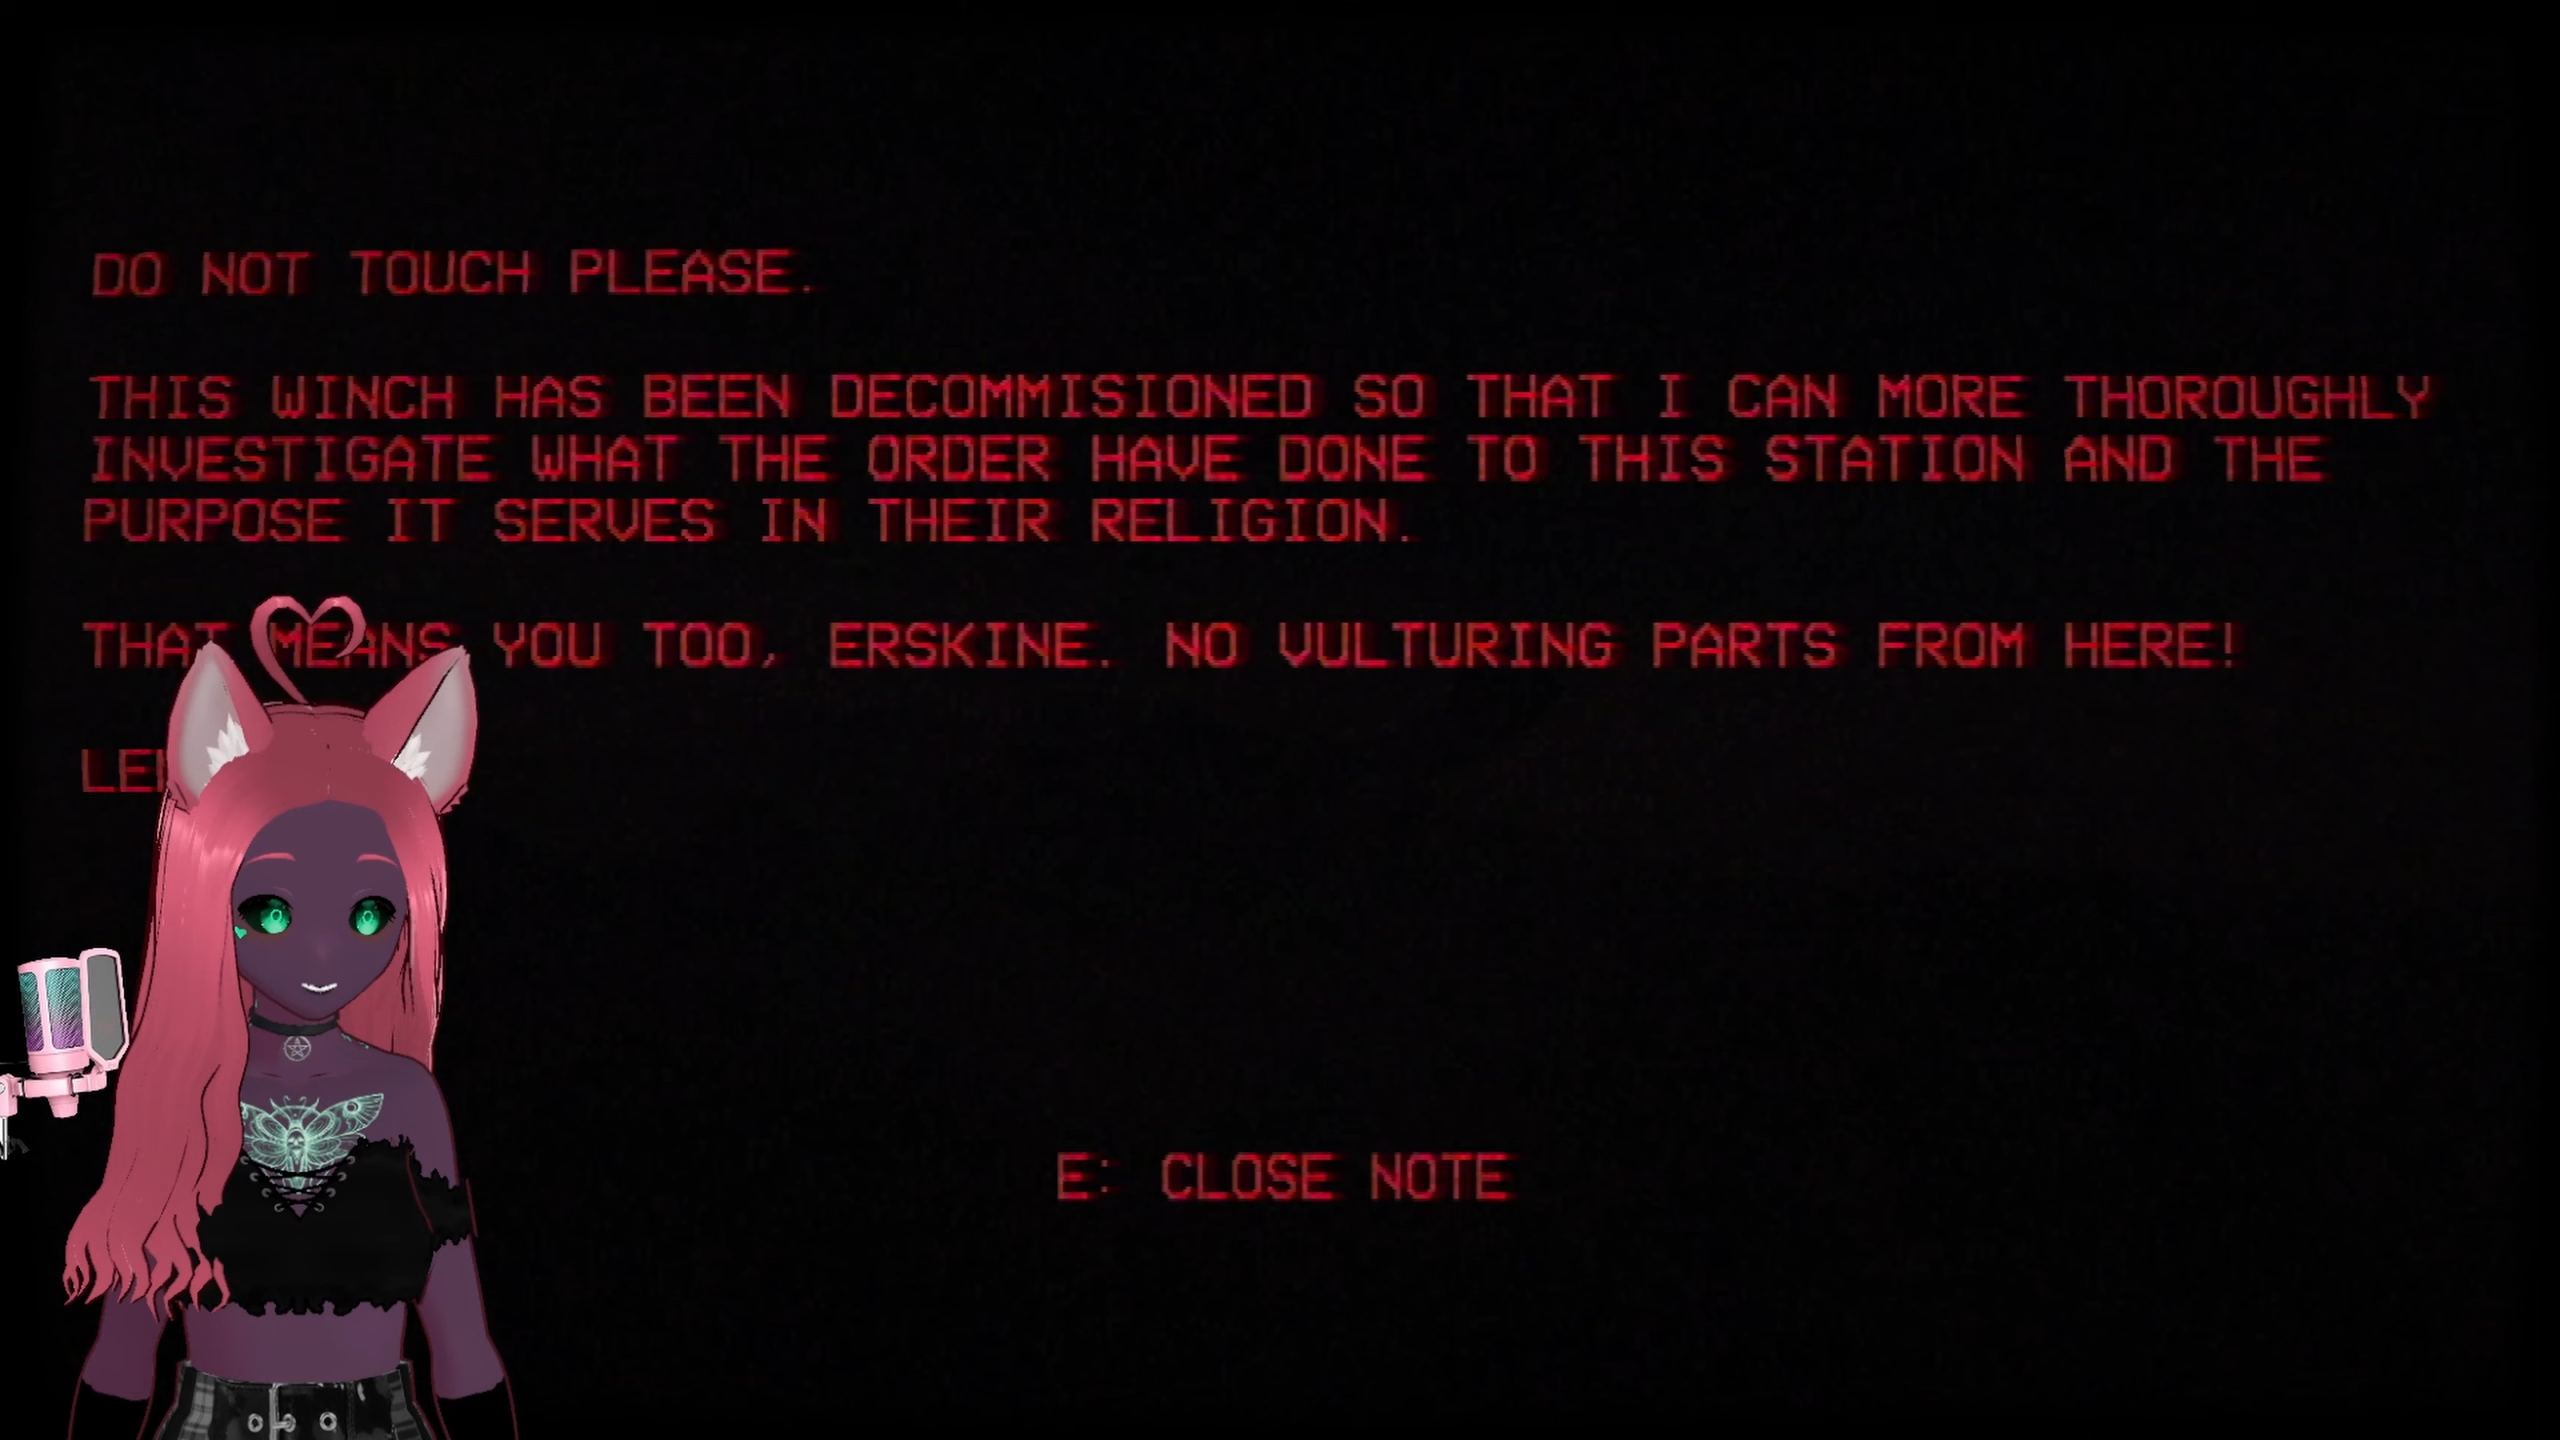 DO NOT TOUCH PLEASE.
THIS WINCH HAS BEEN DECOMMISIONED SO THAT I CAN MORE THOROUGHLY
INVESTIGATE WHAT THE ORDER HAVE DONE TO THIS STATION AND THE
PURPOSE IT SERVES IN THEIR RELIGION.
THAT MEANS YOU TOO, ERSKINE. NO VULTURING PARTS FROM HERE!
E: CLOSE NOTE